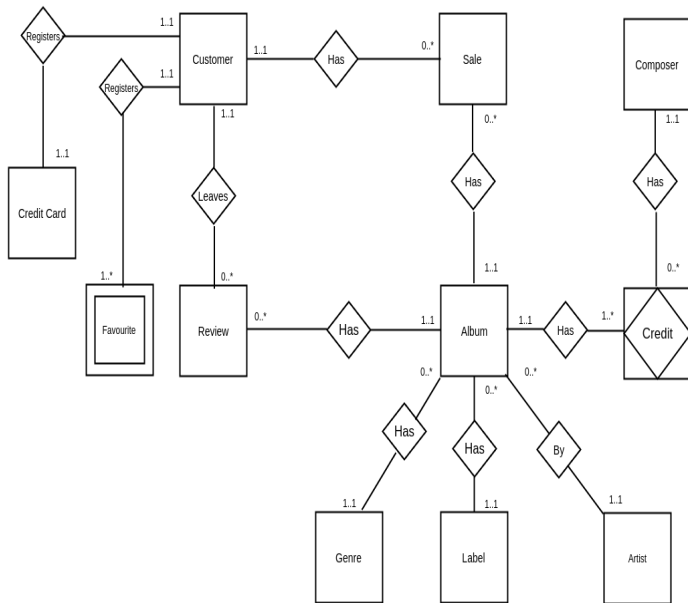 1..1
Registers
Customer
1..1
Has
0..*
Sale
Composer
1..1
Registers
1..1
0..*
1..1
1..1
Credit Card
Leaves
Has
Has
1..*
0..*
1..1
0..*
Favourite
Review
0..*
Has
1..1
Album
1..1
Has
1..*
Credit
0..*
0..*
0..*
Has
Has
By
1..1
1..1
1..1
Genre
Label
Artist